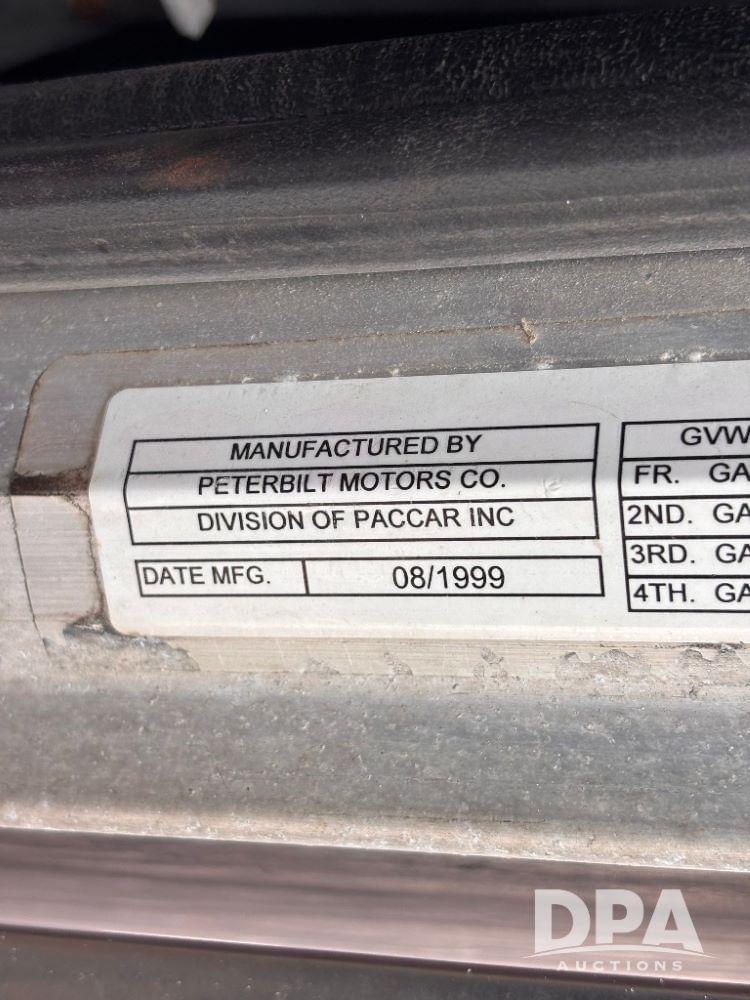 MANUFACTURED BY
PETERBILT MOTORS CO.
DIVISION OF PACCAR INC
DATE MFG. 08/1999
GVW
FR. GA
2ND. GA
3RD. GA
4TH. GA
DPA
AUCTIONS